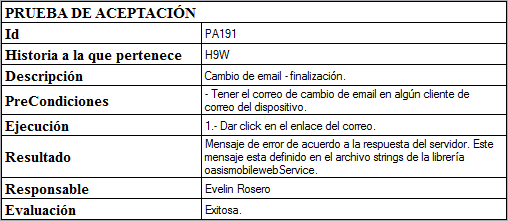 PRUEBA DE ACEPTACIÓN
Id PA191
Historia a la que pertenece H9W
Descripción Cambio de email - finalización.
PreCondiciones - Tener el correo de cambio de email en algún cliente de
correo del dispositivo.
Ejecución 1.- Dar click en el enlace del correo.
Resultado Mensaje de error de acuerdo a la respuesta del servidor. Este
mensaje esta definido en el archivo strings de la librería
oasismobilewebService.
Responsable Evelin Rosero
Evaluación Exitosa.